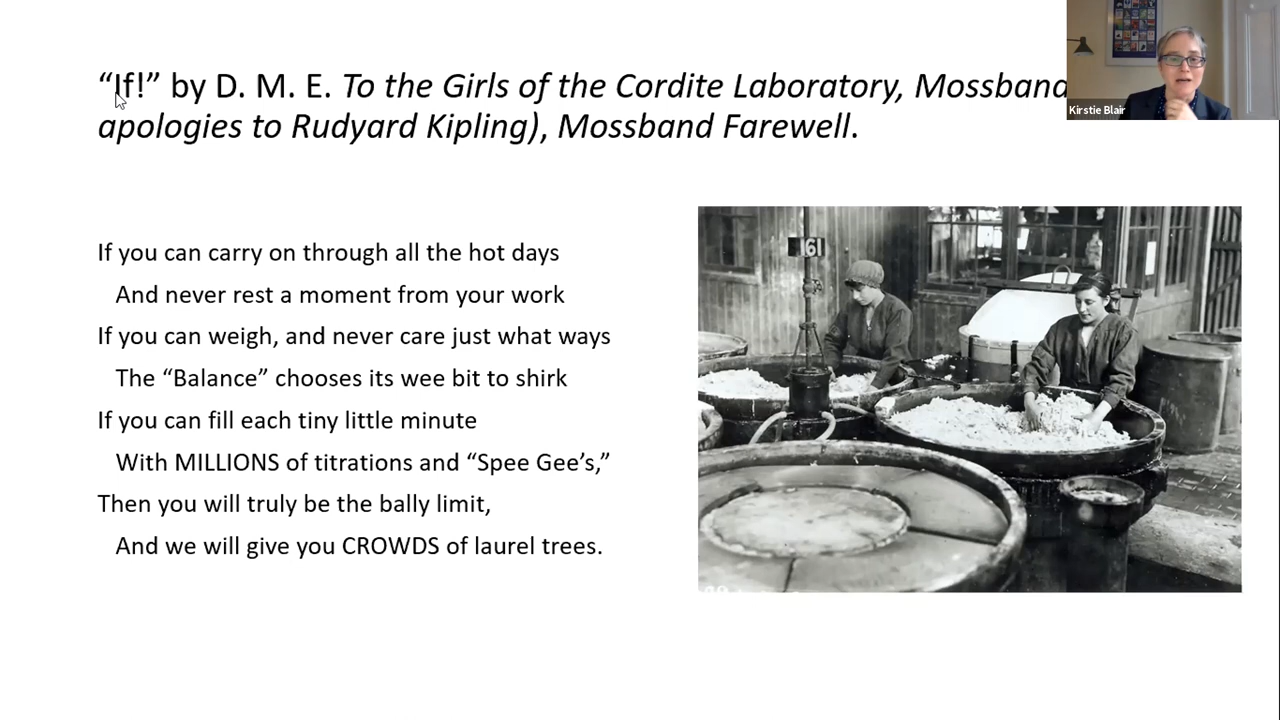 “If!” by D. M. E. To the Girls of the Cordite Laboratory, Mossband
apologies to Rudyard Kipling), Mossband Farewell.
Kirstie Blair
If you can carry on through all the hot days
And never rest a moment from your work
If you can weigh, and never care just what ways
The “Balance” chooses its wee bit to shirk
If you can fill each tiny little minute
With MILLIONS of titrations and “Spee Gee’s,”
Then you will truly be the bally limit,
And we will give you CROWDS of laurel trees.
161